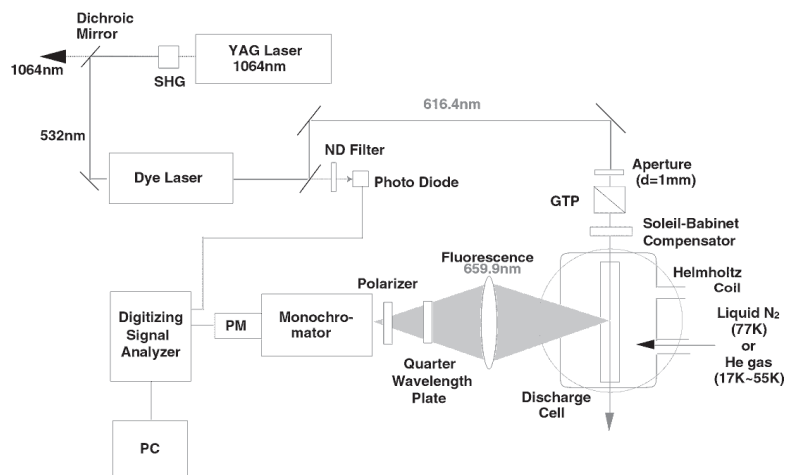 Dichroic
Mirror
YAG Laser
1064nm
1064nm
SHG
616.4nm
532nm
ND Filter
Dye Laser
Photo Diode
Aperture
(d=1mm)
GTP
Soleil-Babinet
Compensator
Fluorescence
659.9nm
Helmholtz
Coil
Polarizer
Digitizing
Signal
Analyzer
PM
Monochro-
mator
Liquid N₂
(77K)
or
He gas
(17K~55K)
Quarter
Wavelength
Plate
Discharge
Cell
PC